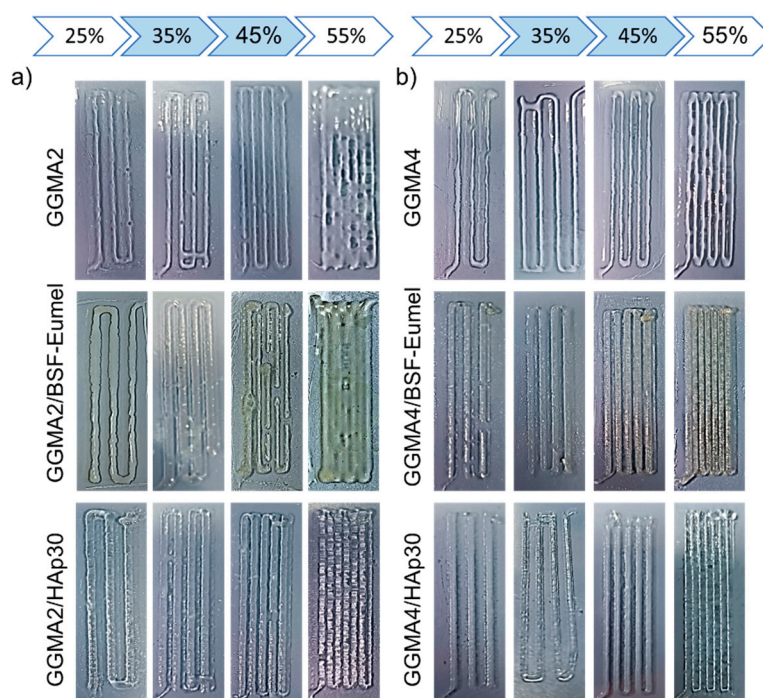 25% 35% 45% 55% 25% 35% 45% 55%
a) b)
GGMA2
GGMA4
GGMA2/BSF-Eumel
GGMA4/BSF-Eumel
GGMA2/HAp30
GGMA4/HAp30